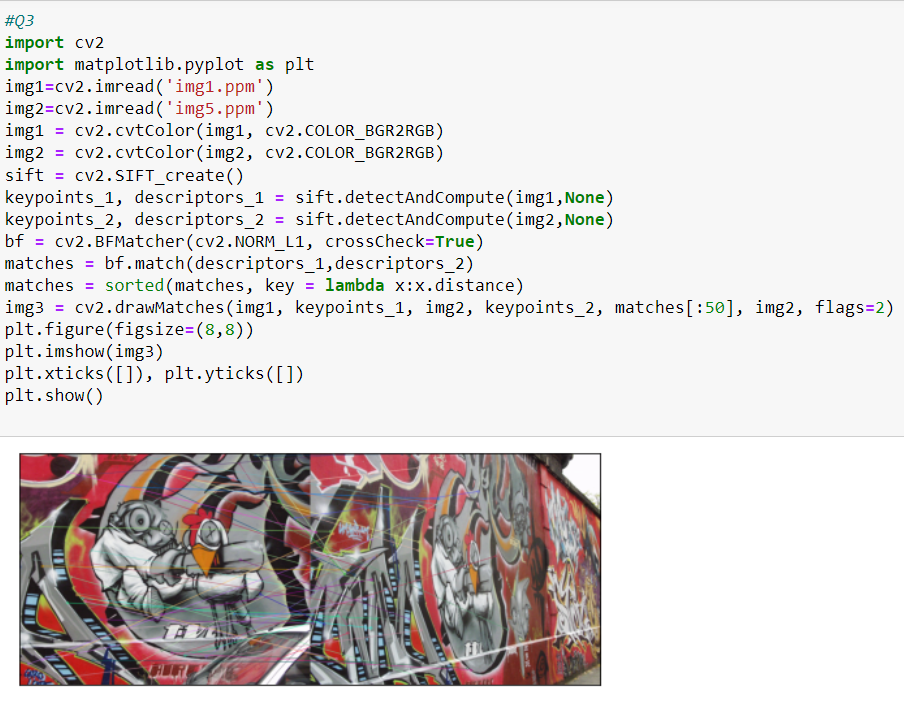 #Q3
import cv2
import matplotlib.pyplot as plt
img1=cv2.imread('img1.ppm')
img2=cv2.imread('img5.ppm')
img1 = cv2.cvtColor(img1, cv2.COLOR_BGR2RGB)
img2 = cv2.cvtColor(img2, cv2.COLOR_BGR2RGB)
sift = cv2.SIFT_create()
keypoints_1, descriptors_1 = sift.detectAndCompute(img1,None)
keypoints_2, descriptors_2 = sift.detectAndCompute(img2,None)
bf = cv2.BFMatcher(cv2.NORM_L1, crossCheck=True)
matches = bf.match(descriptors_1,descriptors_2)
matches = sorted(matches, key = lambda x:x.distance)
img3 = cv2.drawMatches(img1, keypoints_1, img2, keypoints_2, matches[:50], img2, flags=2)
plt.figure(figsize=(8,8))
plt.imshow(img3)
plt.xticks([]), plt.yticks([])
plt.show()